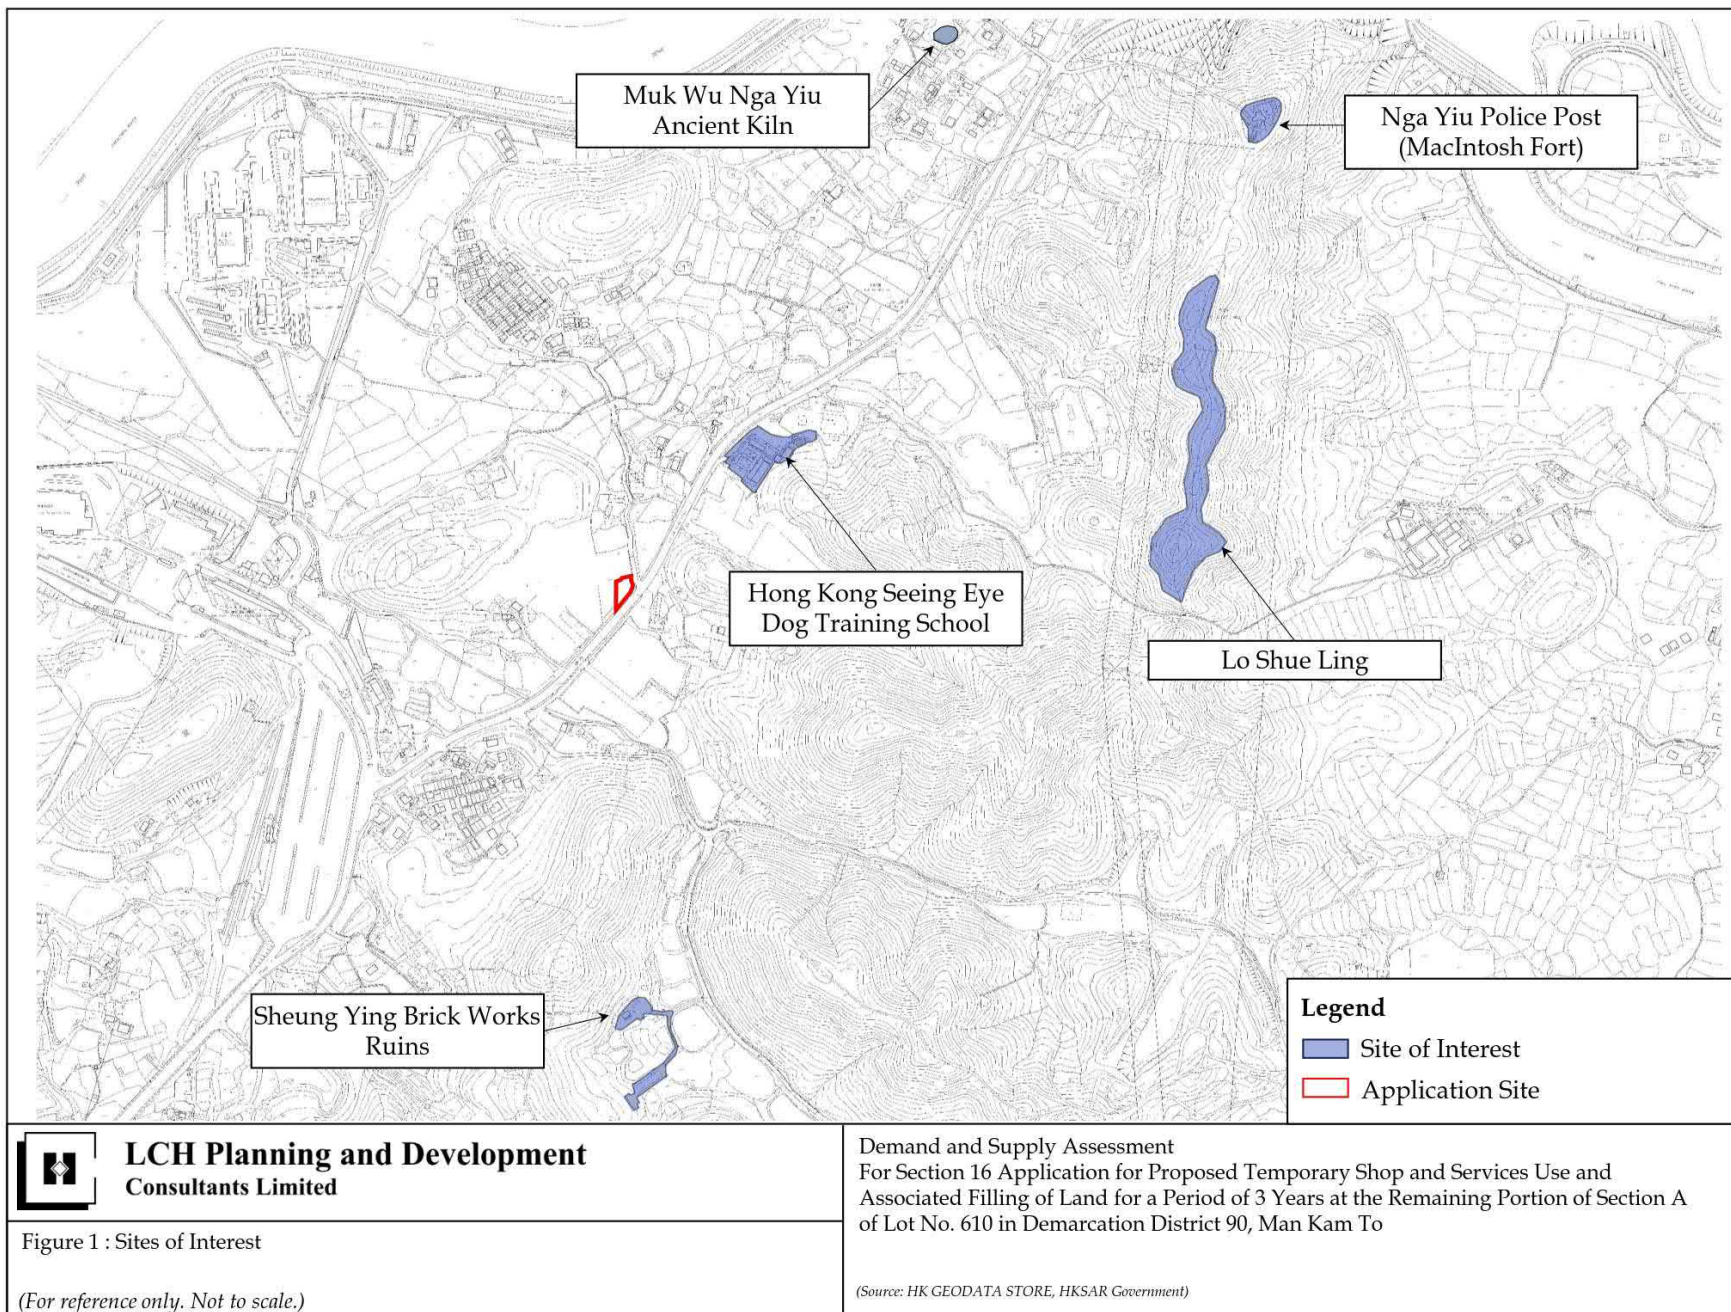 Muk Wu Nga Yiu
Ancient Kiln
Nga Yiu Police Post
(MacIntosh Fort)
Hong Kong Seeing Eye
Dog Training School
Lo Shue Ling
Sheung Ying Brick Works
Ruins
Legend
Site of Interest
Application Site
LCH Planning and Development
Consultants Limited
Figure 1 : Sites of Interest
(For reference only. Not to scale.)
Demand and Supply Assessment
For Section 16 Application for Proposed Temporary Shop and Services Use and
Associated Filling of Land for a Period of 3 Years at the Remaining Portion of Section A
of Lot No. 610 in Demarcation District 90, Man Kam To
(Source: HK GEODATA STORE, HKSAR Government)